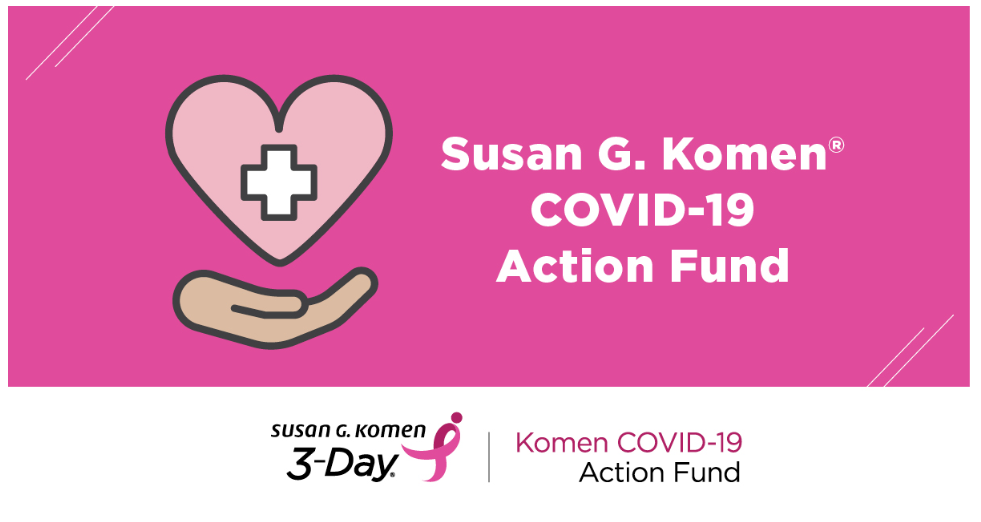 Susan G. Komen®
COVID-19
Action Fund
susan g. komen
3-Day®
Komen COVID-19
Action Fund